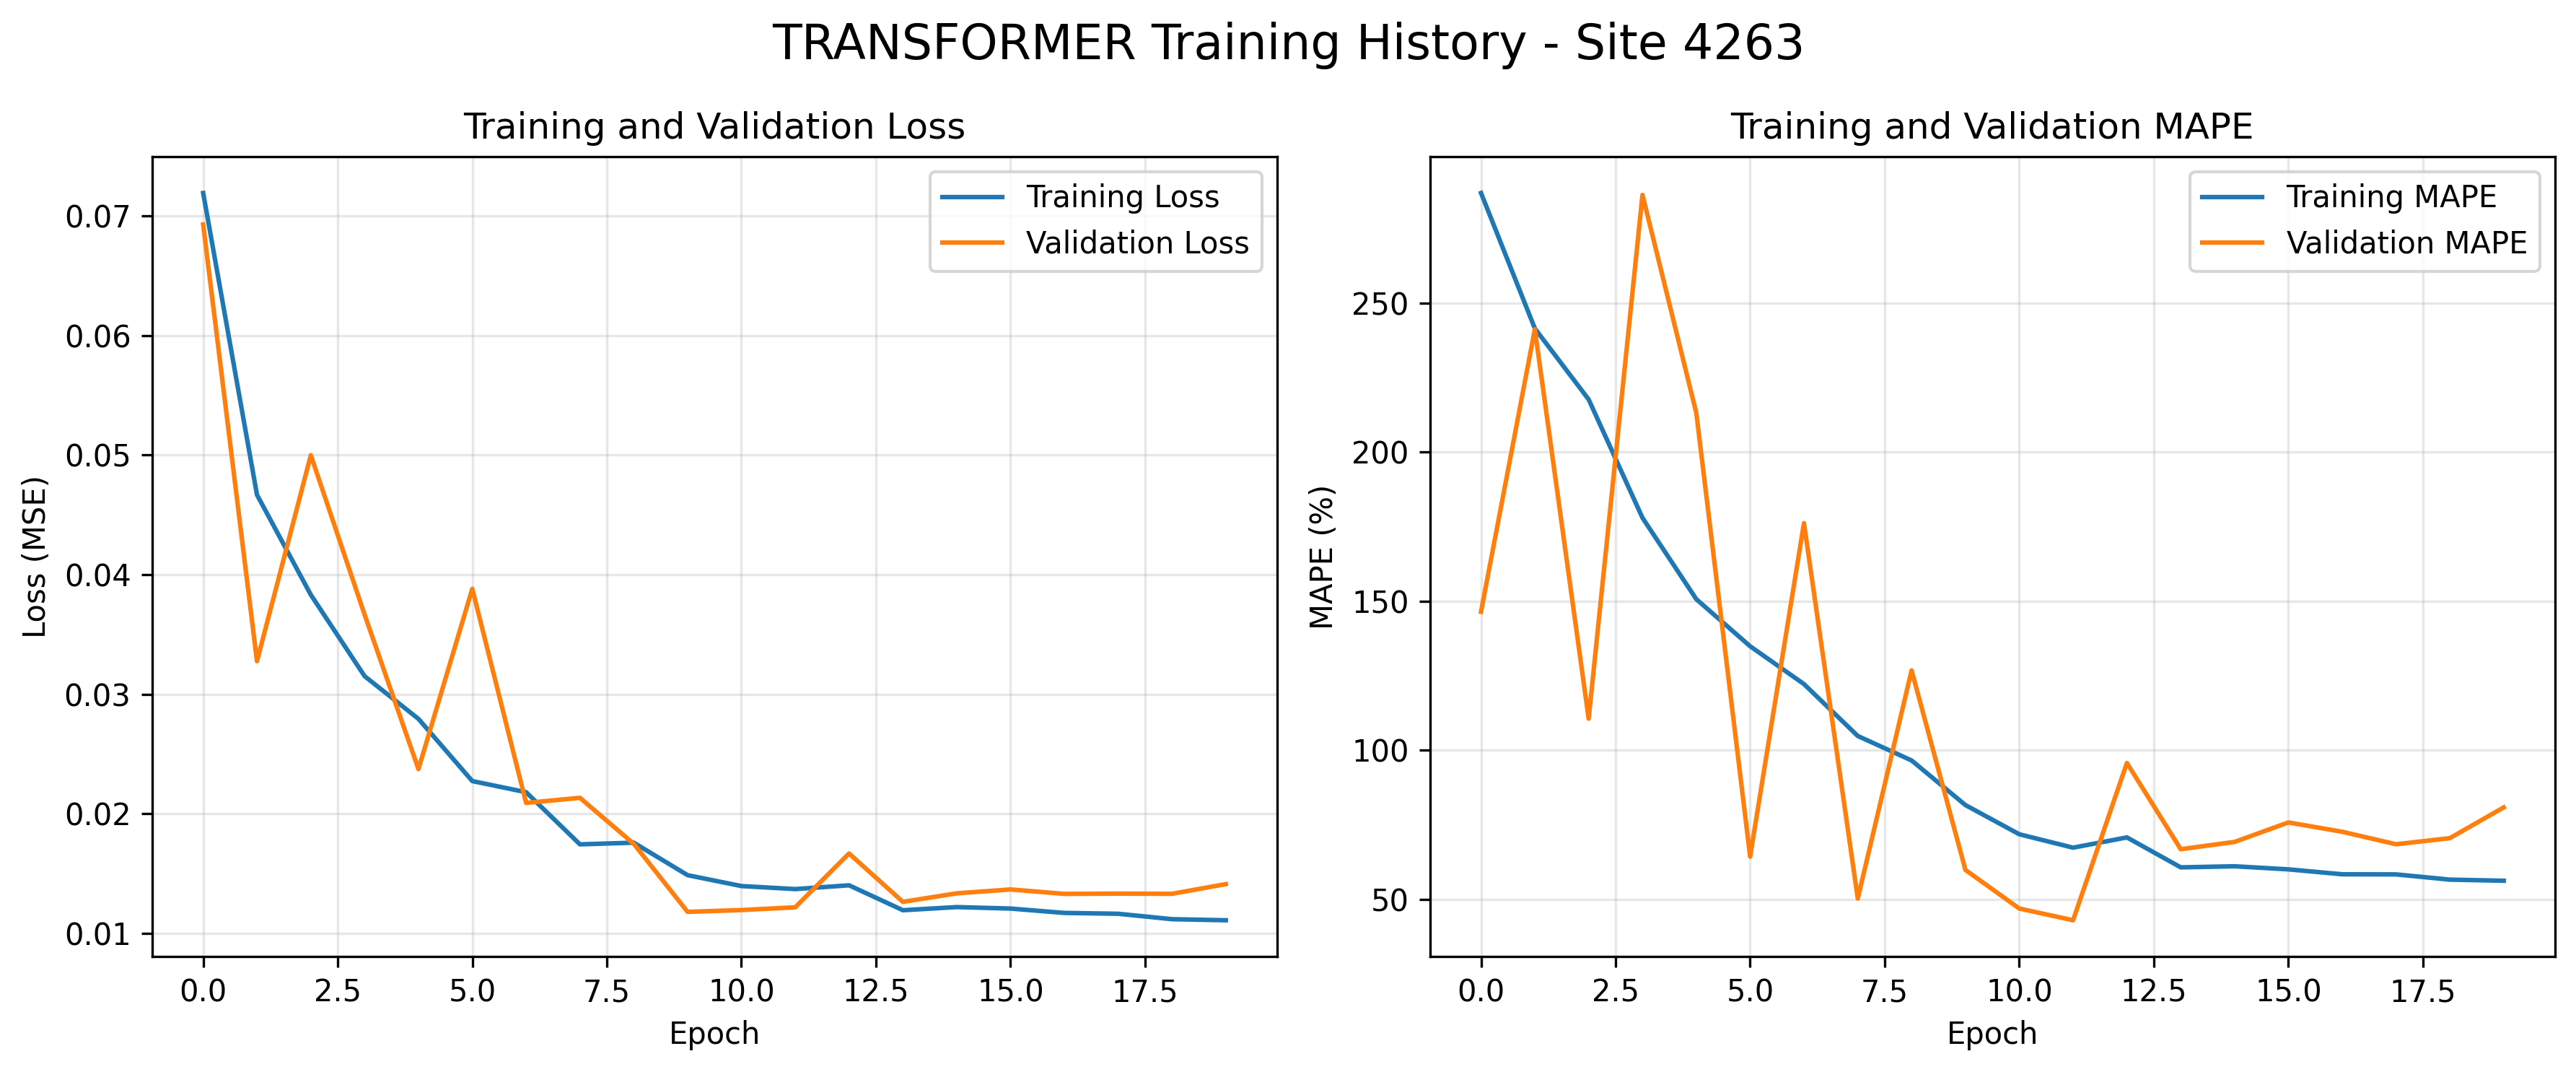 TRANSFORMER Training History - Site 4263
Training and Validation Loss
Training Loss
Validation Loss
0.07
0.06
0.05
0.04
0.03
0.02
0.01
Loss (MSE)
0.0 2.5 5.0 7.5 10.0 12.5 15.0 17.5
Epoch
Training and Validation MAPE
Training MAPE
Validation MAPE
250
200
150
100
50
MAPE (%)
0.0 2.5 5.0 7.5 10.0 12.5 15.0 17.5
Epoch